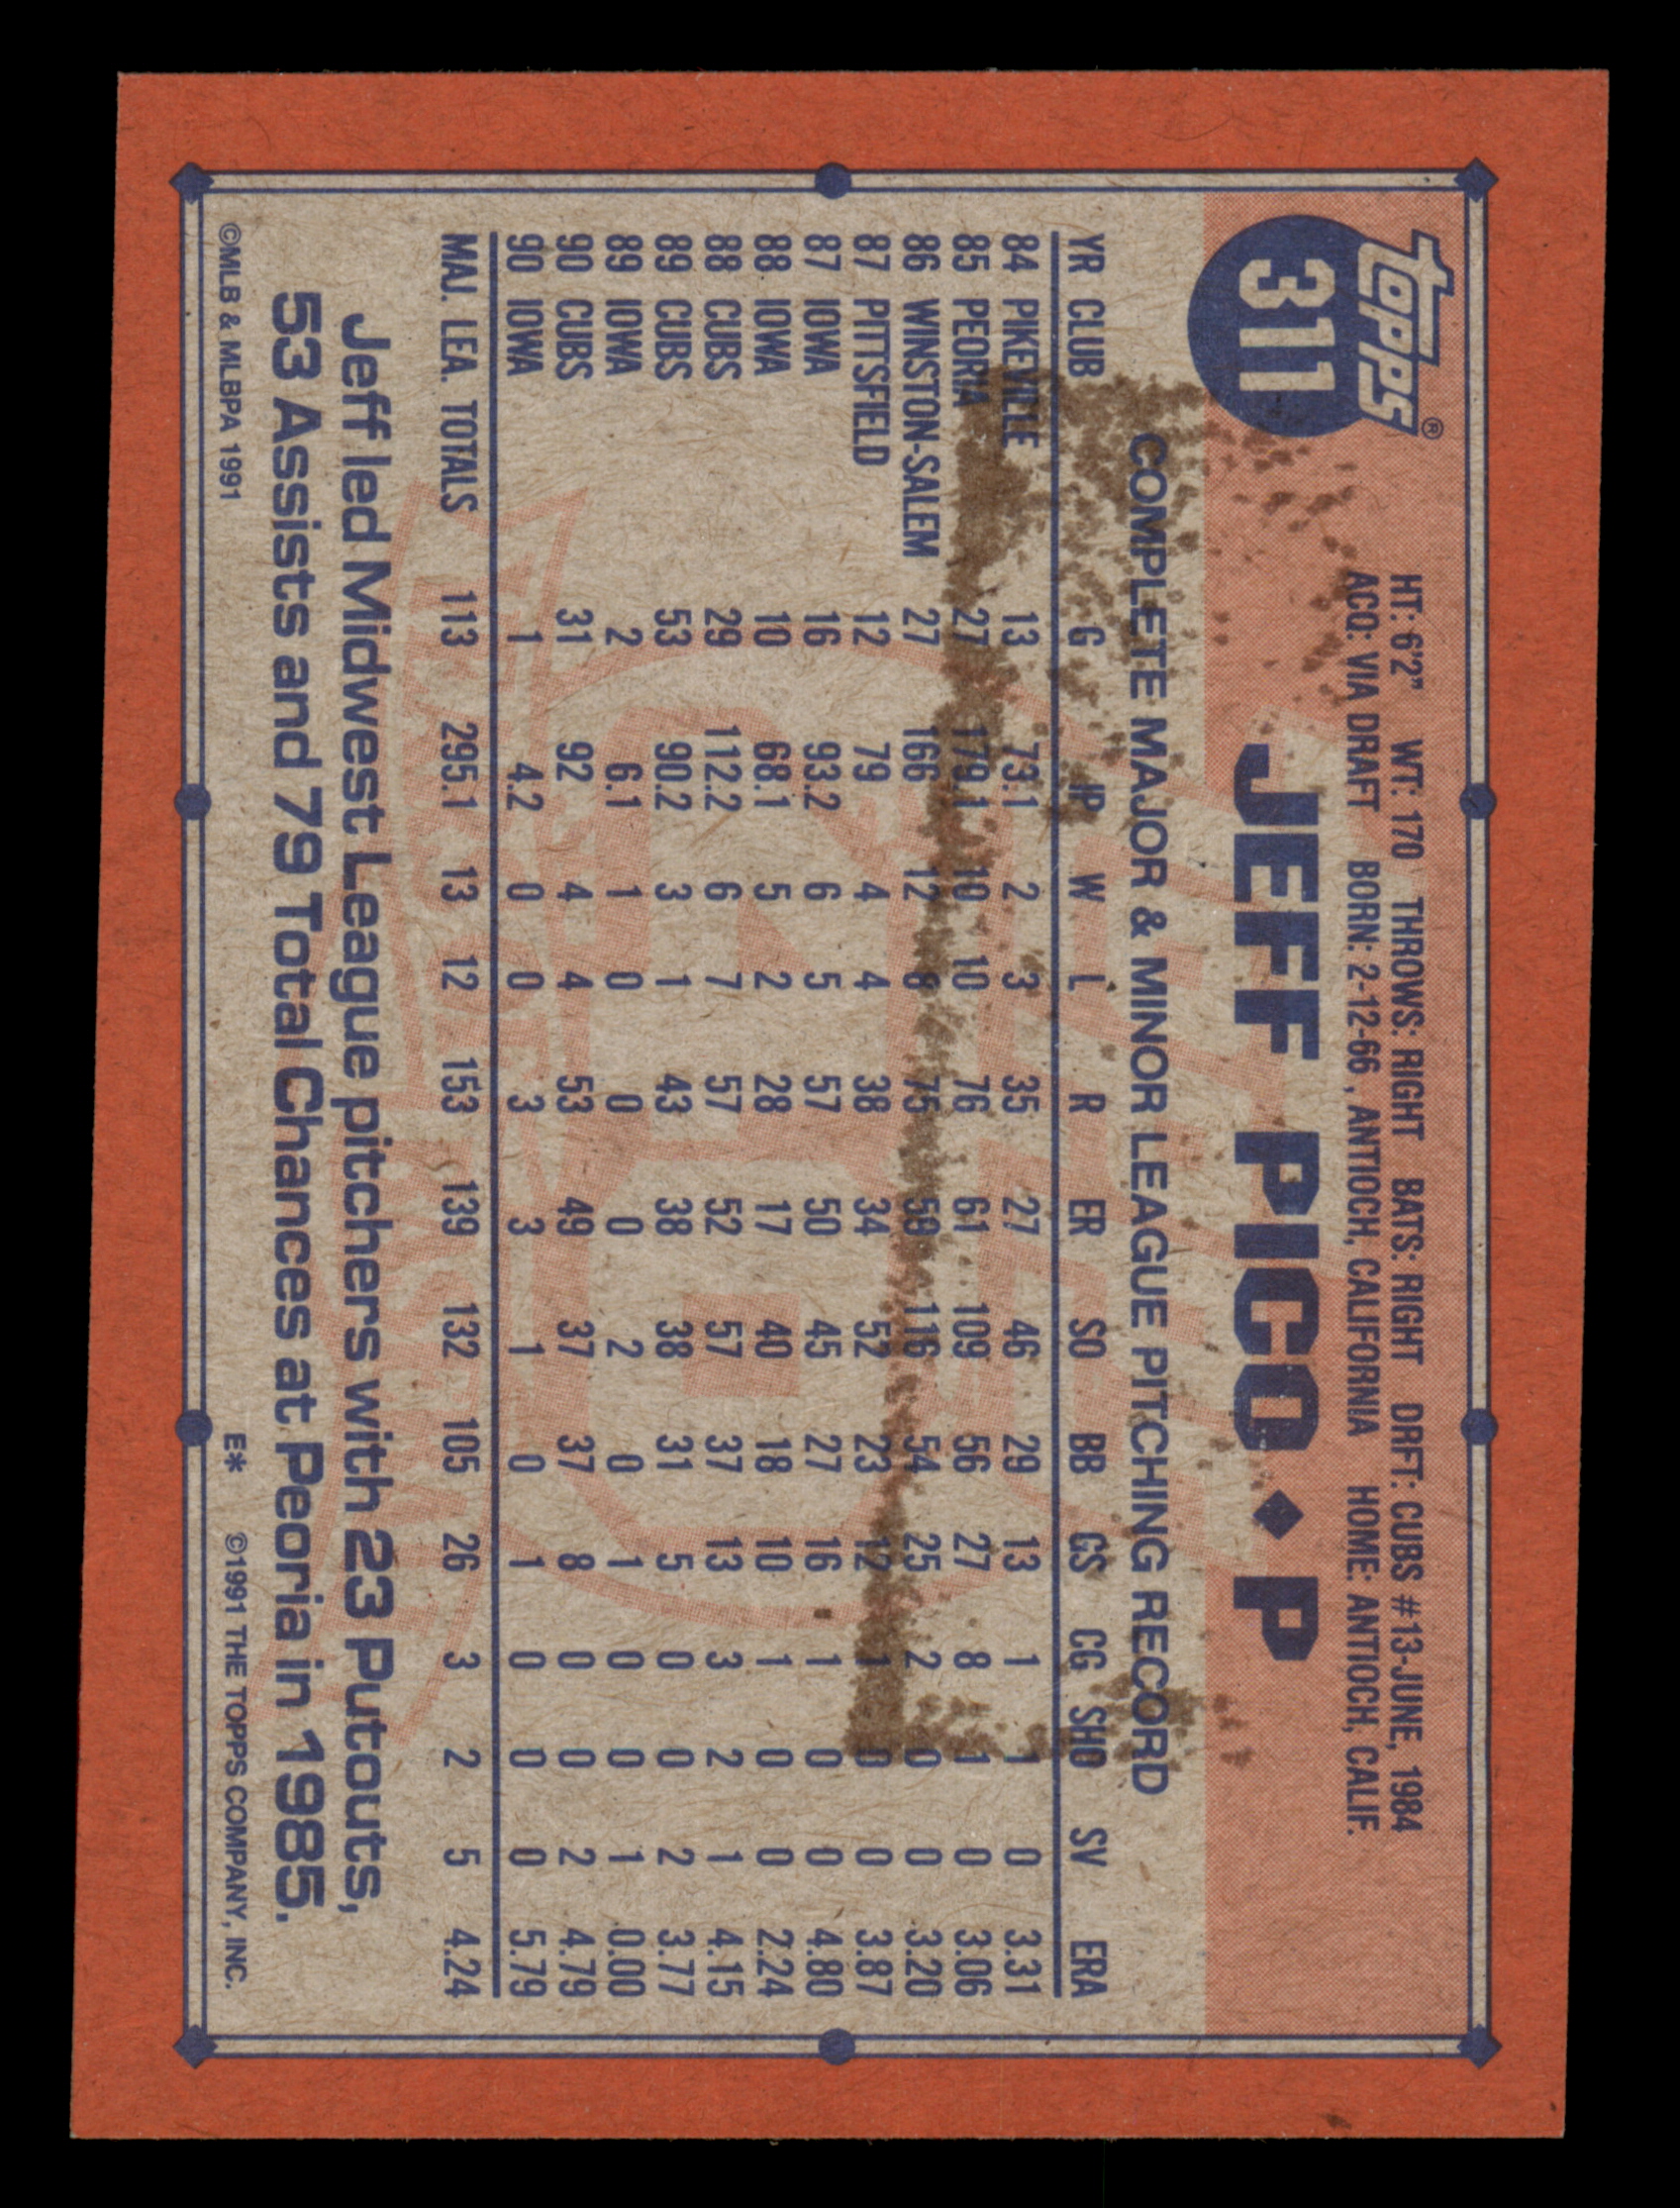 topps®
311
HT: 6'2" WT: 170 THROWS: RIGHT BATS: RIGHT DRFT: CUBS #13-JUNE, 1984
ACQ: VIA DRAFT BORN: 2-12-66, ANTIOCH, CALIFORNIA HOME: ANTIOCH, CALIF.
JEFF PICO ◆ P
COMPLETE MAJOR & MINOR LEAGUE PITCHING RECORD
YR CLUB G IP W L R ER SO BB GS CG SHO SV ERA
84 PIKEVILLE 13 73.1 2 3 35 27 46 29 13 1 1 0 3.31
85 PEORIA 27 179.1 10 10 76 61 109 56 27 8 1 0 3.06
86 WINSTON-SALEM 27 166 12 8 75 59 116 54 25 2 0 0 3.20
87 PITTSFIELD 12 79 4 4 38 34 52 23 12 1 0 0 3.87
87 IOWA 16 93.2 6 5 57 50 45 27 16 1 0 0 4.80
88 IOWA 10 68.1 5 2 28 17 40 18 10 1 0 0 2.24
88 CUBS 29 112.2 6 7 57 52 57 37 13 3 2 1 4.15
89 CUBS 53 90.2 3 1 43 38 38 31 5 0 0 2 3.77
89 IOWA 2 6.1 1 0 0 0 2 0 1 0 0 1 0.00
90 CUBS 31 92 4 4 53 49 37 37 8 0 0 2 4.79
90 IOWA 1 4.2 0 0 3 3 1 0 1 0 0 0 5.79
MAJ. LEA. TOTALS 113 295.1 13 12 153 139 132 105 26 3 2 5 4.24
Jeff led Midwest League pitchers with 23 Putouts,
53 Assists and 79 Total Chances at Peoria in 1985.
©MLB & MLBPA 1991 E* ©1991 THE TOPPS COMPANY, INC.